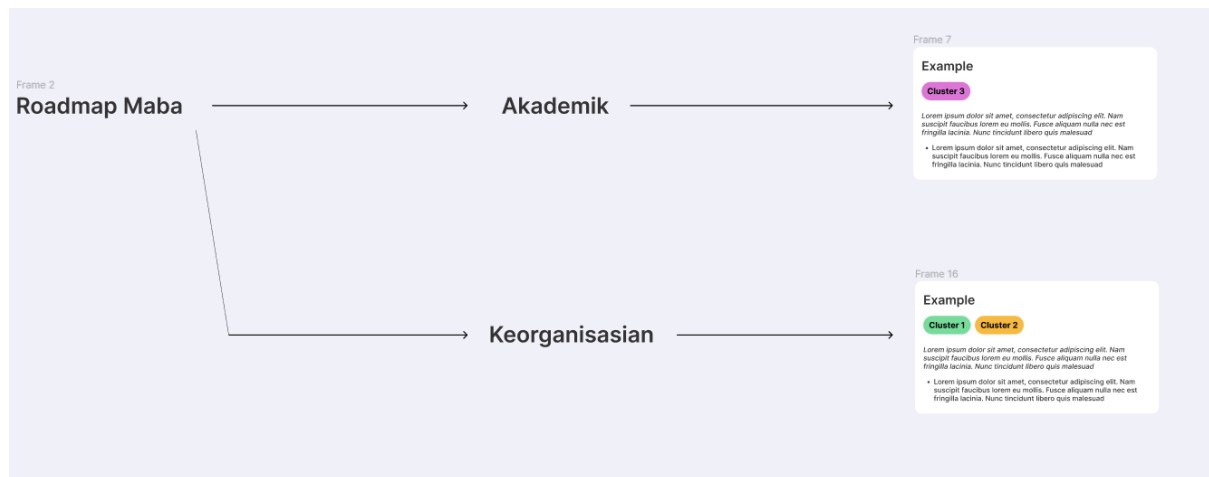 Frame 2
Roadmap Maba
Akademik
Frame 7
Example
Cluster 3
Lorem ipsum dolor sit amet, consectetur adipiscing elit. Nam
suscipit faucibus lorem eu mollis. Fusce aliquam nulla nec est
fringilla lacinia. Nunc tincidunt libero quis malesuad
• Lorem ipsum dolor sit amet, consectetur adipiscing elit. Nam
suscipit faucibus lorem eu mollis. Fusce aliquam nulla nec est
fringilla lacinia. Nunc tincidunt libero quis malesuad
Keorganisasian
Frame 16
Example
Cluster 1 Cluster 2
Lorem ipsum dolor sit amet, consectetur adipiscing elit. Nam
suscipit faucibus lorem eu mollis. Fusce aliquam nulla nec est
fringilla lacinia. Nunc tincidunt libero quis malesuad
• Lorem ipsum dolor sit amet, consectetur adipiscing elit. Nam
suscipit faucibus lorem eu mollis. Fusce aliquam nulla nec est
fringilla lacinia. Nunc tincidunt libero quis malesuad